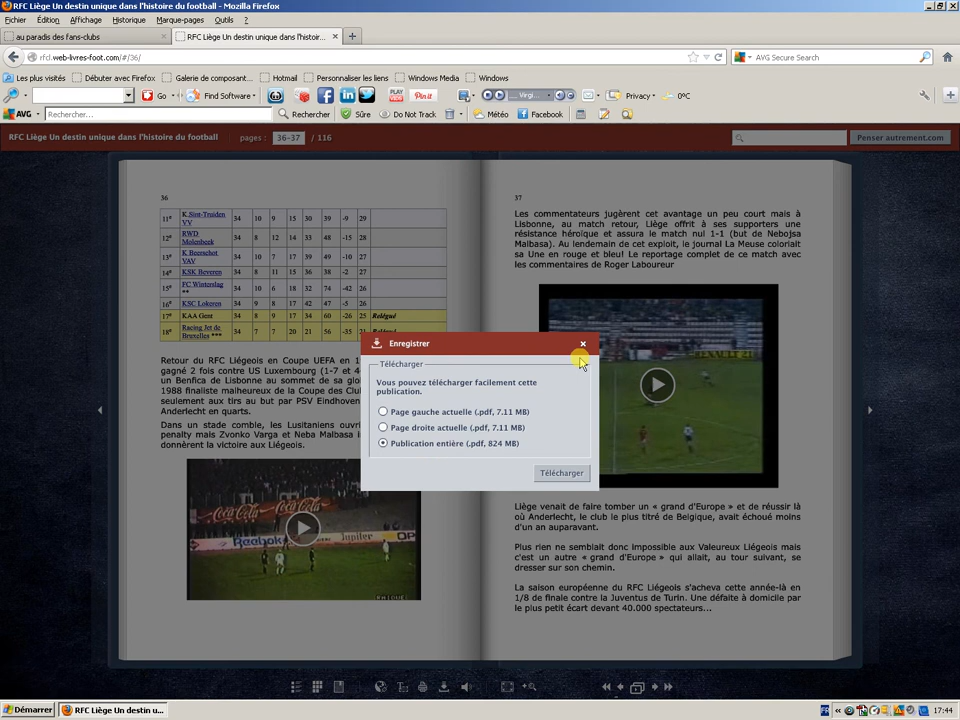 RFC Liège Un destin unique dans l'histoire du football - Mozilla Firefox
Fichier Édition Affichage Historique Marque-pages Outils ?
au paradis des fans-clubs × RFC Liège Un destin unique dans l'histoir... × +
rfcl.web-livres-foot.com/#/36/ AVG Secure Search
Les plus visités Débuter avec Firefox Galerie de composant... Hotmail Personnaliser les liens Windows Media Windows
Go Find Software PLAY Pin it Virgi... Privacy 0°C
AVG Rechercher... Rechercher Sûre Do Not Track Météo Facebook
RFC Liège Un destin unique dans l'histoire du football pages : 36-37 / 116 Penser autrement.com
36
11e K.Sint-Truiden VV 34 10 9 15 30 39 -9 29
12e RWD Molenbeek 34 8 12 14 33 48 -15 28
13e K Beerschot VAV 34 10 7 17 39 49 -10 27
14e KSK Beveren 34 8 11 15 36 38 -2 27
15e FC Winterslag ** 34 10 6 18 32 74 -42 26
16e KSC Lokeren 34 9 8 17 42 47 -5 26
17e KAA Gent 34 8 9 17 34 60 -26 25 Relégué
18e Racing Jet de Bruxelles *** 34 7 7 20 21 56 -35 21 Relégué
Retour du RFC Liégeois en Coupe UEFA en 1
gagné 2 fois contre US Luxembourg (1-7 et 4
un Benfica de Lisbonne au sommet de sa glo
1988 finaliste malheureux de la Coupe des Clu
seulement aux tirs au but par PSV Eindhoven
Anderlecht en quarts.
Dans un stade comble, les Lusitaniens ouvri
penalty mais Zvonko Varga et Neba Malbasa i
donnèrent la victoire aux Liégeois.
Coca-Cola Coca-Cola
Reebok Jupiler
37
Les commentateurs jugèrent cet avantage un peu court mais à
Lisbonne, au match retour, Liège offrit à ses supporters une
résistance héroïque et assura le match nul 1-1 (but de Nebojsa
Malbasa). Au lendemain de cet exploit, le journal La Meuse coloriait
sa Une en rouge et bleu! Le reportage complet de ce match avec
les commentaires de Roger Laboureur
Liège venait de faire tomber un « grand d'Europe » et de réussir là
où Anderlecht, le club le plus titré de Belgique, avait échoué moins
d'un an auparavant.
Plus rien ne semblait donc impossible aux Valeureux Liégeois mais
c'est un autre « grand d'Europe » qui allait, au tour suivant, se
dresser sur son chemin.
La saison européenne du RFC Liégeois s'acheva cette année-là en
1/8 de finale contre la Juventus de Turin. Une défaite à domicile par
le plus petit écart devant 40.000 spectateurs...
Enregistrer ×
Télécharger
Vous pouvez télécharger facilement cette
publication.
Page gauche actuelle (.pdf, 7.11 MB)
Page droite actuelle (.pdf, 7.11 MB)
Publication entière (.pdf, 824 MB)
Télécharger
Démarrer RFC Liège Un destin u... FR 17:44